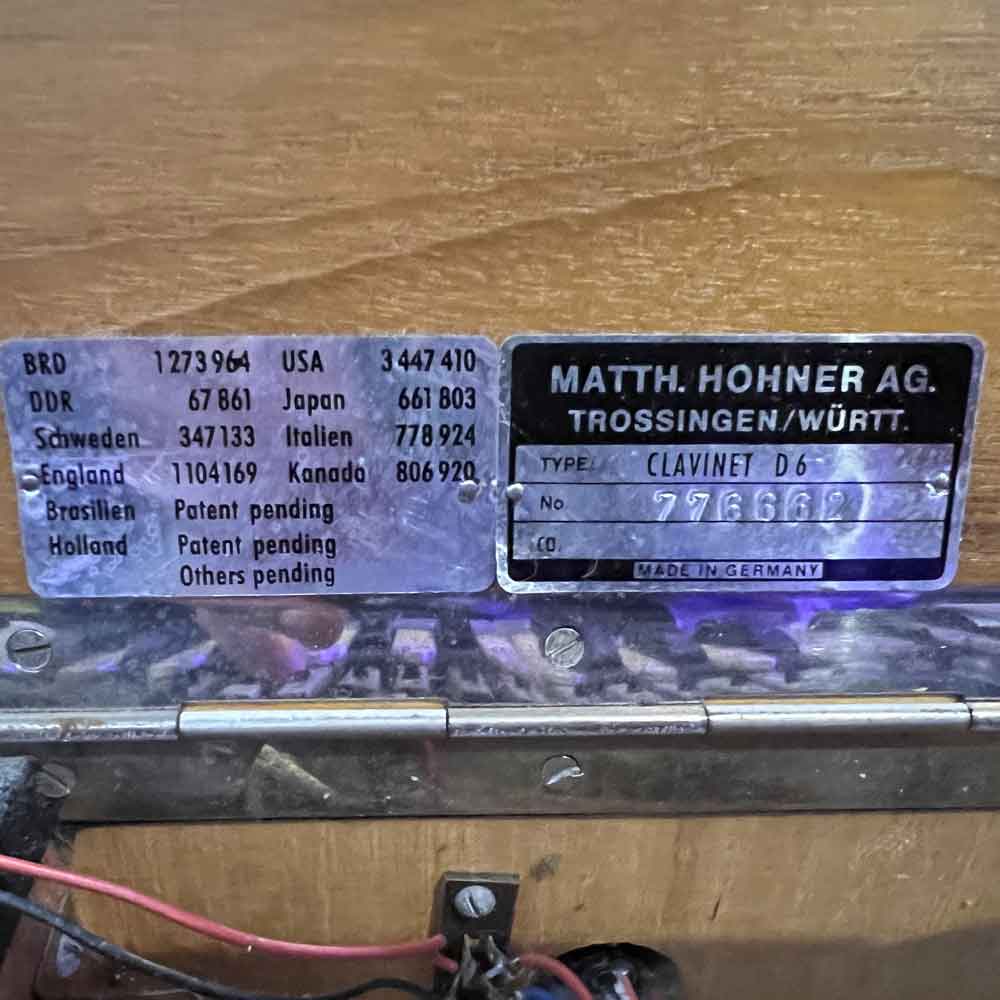 BRD 1273964 USA 3447410
DDR 67861 Japan 661803
Schweden 347133 Italien 778924
England 1104169 Kanada 806920
Brasilien Patent pending
Holland Patent pending
Others pending
MATTH. HOHNER AG.
TROSSINGEN/WÜRTT.
TYPE: CLAVINET D6
No 776662
CO.
MADE IN GERMANY